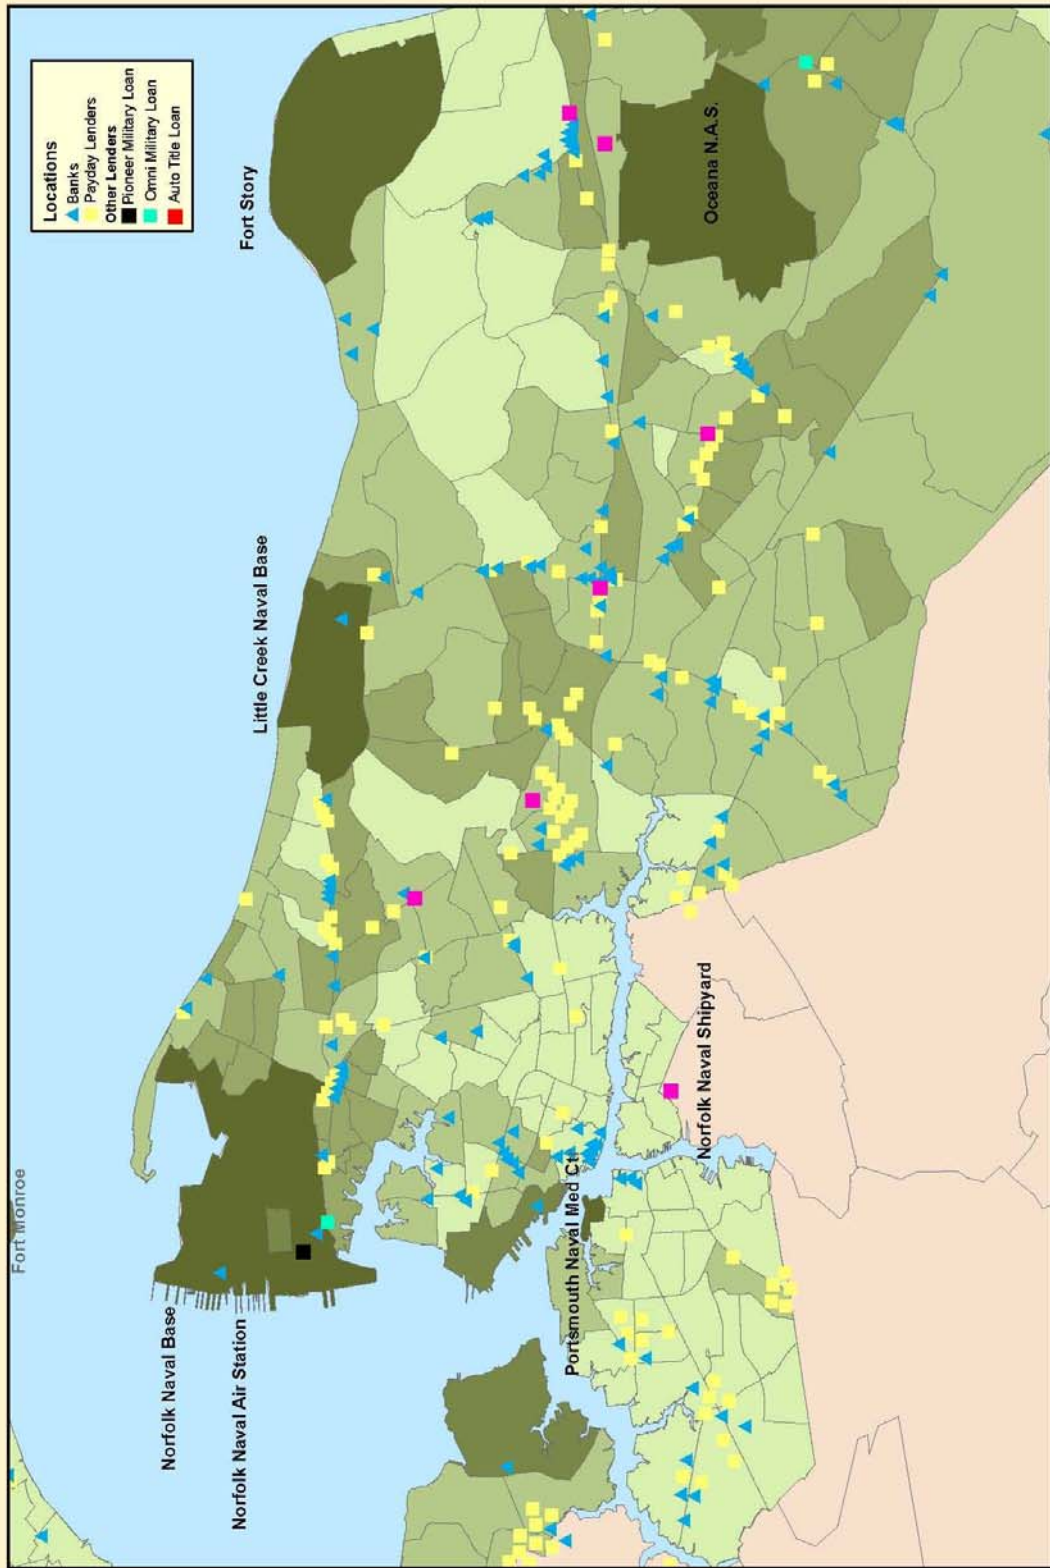 Locations
Banks
Payday Lenders
Other Lenders
Pioneer Military Loan
Omni Military Loan
Auto Title Loan
Fort Monroe
Norfolk Naval Base
Norfolk Naval Air Station
Little Creek Naval Base
Fort Story
Oceana N.A.S.
Portsmouth Naval Med Ct
Norfolk Naval Shipyard